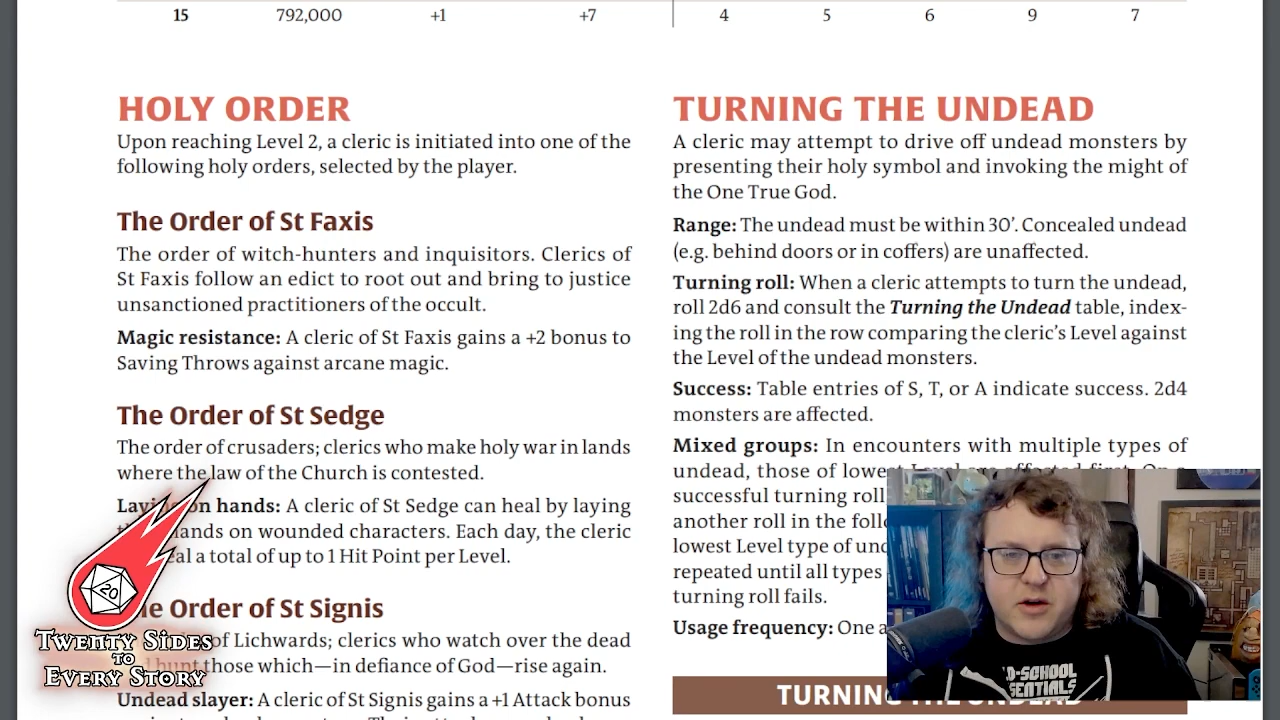 15 792,000 +1 +7 4 5 6 9 7
HOLY ORDER
Upon reaching Level 2, a cleric is initiated into one of the
following holy orders, selected by the player.
The Order of St Faxis
The order of witch-hunters and inquisitors. Clerics of
St Faxis follow an edict to root out and bring to justice
unsanctioned practitioners of the occult.
Magic resistance: A cleric of St Faxis gains a +2 bonus to
Saving Throws against arcane magic.
The Order of St Sedge
The order of crusaders; clerics who make holy war in lands
where the law of the Church is contested.
on hands: A cleric of St Sedge can heal by laying
on wounded characters. Each day, the cleric
a total of up to 1 Hit Point per Level.
Order of St Signis
of Lichwards; clerics who watch over the dead
those which—in defiance of God—rise again.
Undead slayer: A cleric of St Signis gains a +1 Attack bonus
TURNING THE UNDEAD
A cleric may attempt to drive off undead monsters by
presenting their holy symbol and invoking the might of
the One True God.
Range: The undead must be within 30'. Concealed undead
(e.g. behind doors or in coffers) are unaffected.
Turning roll: When a cleric attempts to turn the undead,
roll 2d6 and consult the Turning the Undead table, index-
ing the roll in the row comparing the cleric's Level against
the Level of the undead monsters.
Success: Table entries of S, T, or A indicate success. 2d4
monsters are affected.
Mixed groups: In encounters with multiple types of
undead, those of lowest Level are affected first. On a
successful turning roll
another roll in the
lowest Level type of
repeated until all types
turning roll fails.
Usage frequency: One
TURNING THE UNDEAD
20
TWENTY SIDES
TO
EVERY STORY